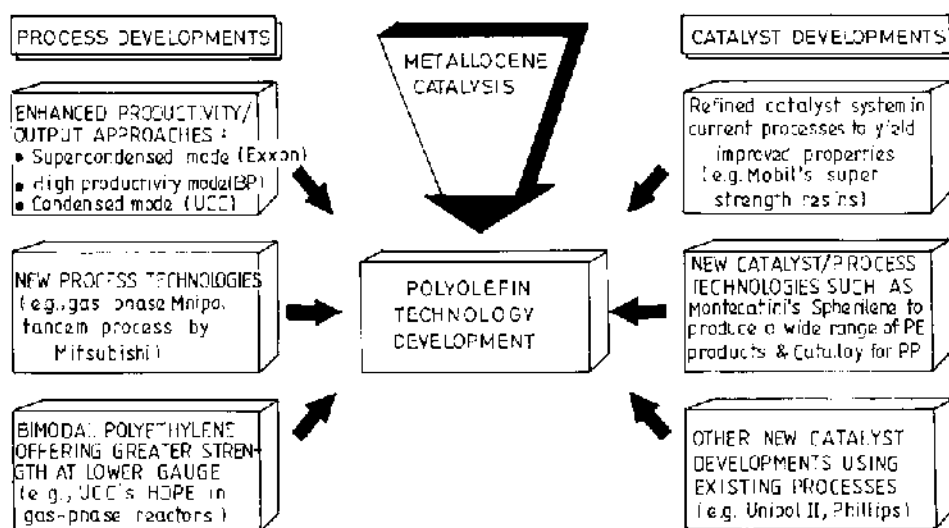 PROCESS DEVELOPMENTS
ENHANCED PRODUCTIVITY/
OUTPUT APPROACHES :
• Supercondensed mode (Exxon)
• High productivity mode(BP)
• Condensed mode (UCC)
NEW PROCESS TECHNOLOGIES
(e.g., gas phase
tandem process by
Mitsubishi)
BIMODAL POLYETHYLENE
OFFERING GREATER STREN-
GTH AT LOWER GAUGE
(e.g., UCC's HDPE in
gas-phase reactors)
METALLOCENE
CATALYSIS
POLYOLEFIN
TECHNOLOGY
DEVELOPMENT
CATALYST DEVELOPMENTS
Refined catalyst system in
current processes to yield
improved properties
(e.g. Mobil's super
strength resins)
NEW CATALYST/PROCESS
TECHNOLOGIES SUCH AS
Montecatini's Spherilene to
produce a wide range of PE
products & Catalloy for PP
OTHER NEW CATALYST
DEVELOPMENTS USING
EXISTING PROCESSES
(e.g. Unipol II, Phillips)